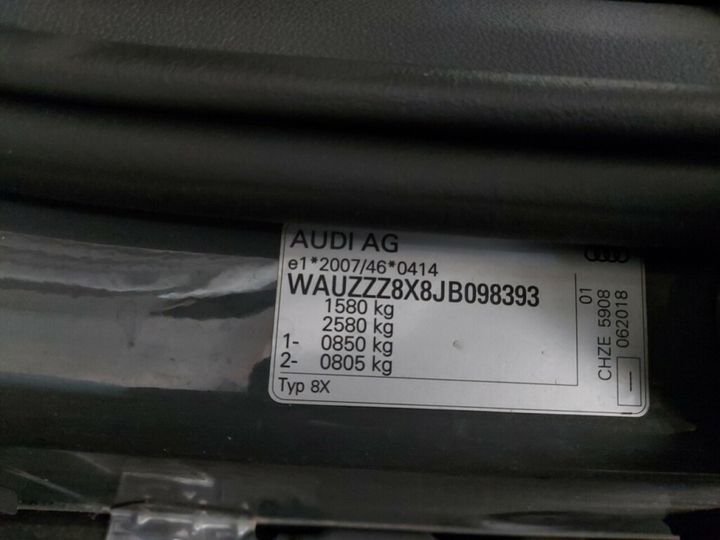 AUDI AG
e1*2007/46*0414
WAUZZZ8X8JB098393
1580 kg
2580 kg
1- 0850 kg
2- 0805 kg
Typ 8X
01
CHZE 5908
062018